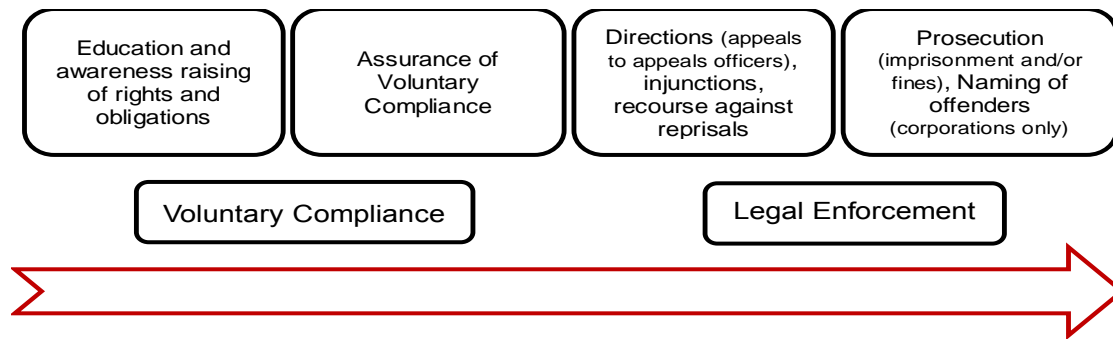 Education and
awareness raising
of rights and
obligations
Assurance of
Voluntary
Compliance
Directions (appeals
to appeals officers),
injunctions,
recourse against
reprisals
Prosecution
(imprisonment and/or
fines), Naming of
offenders
(corporations only)
Voluntary Compliance
Legal Enforcement